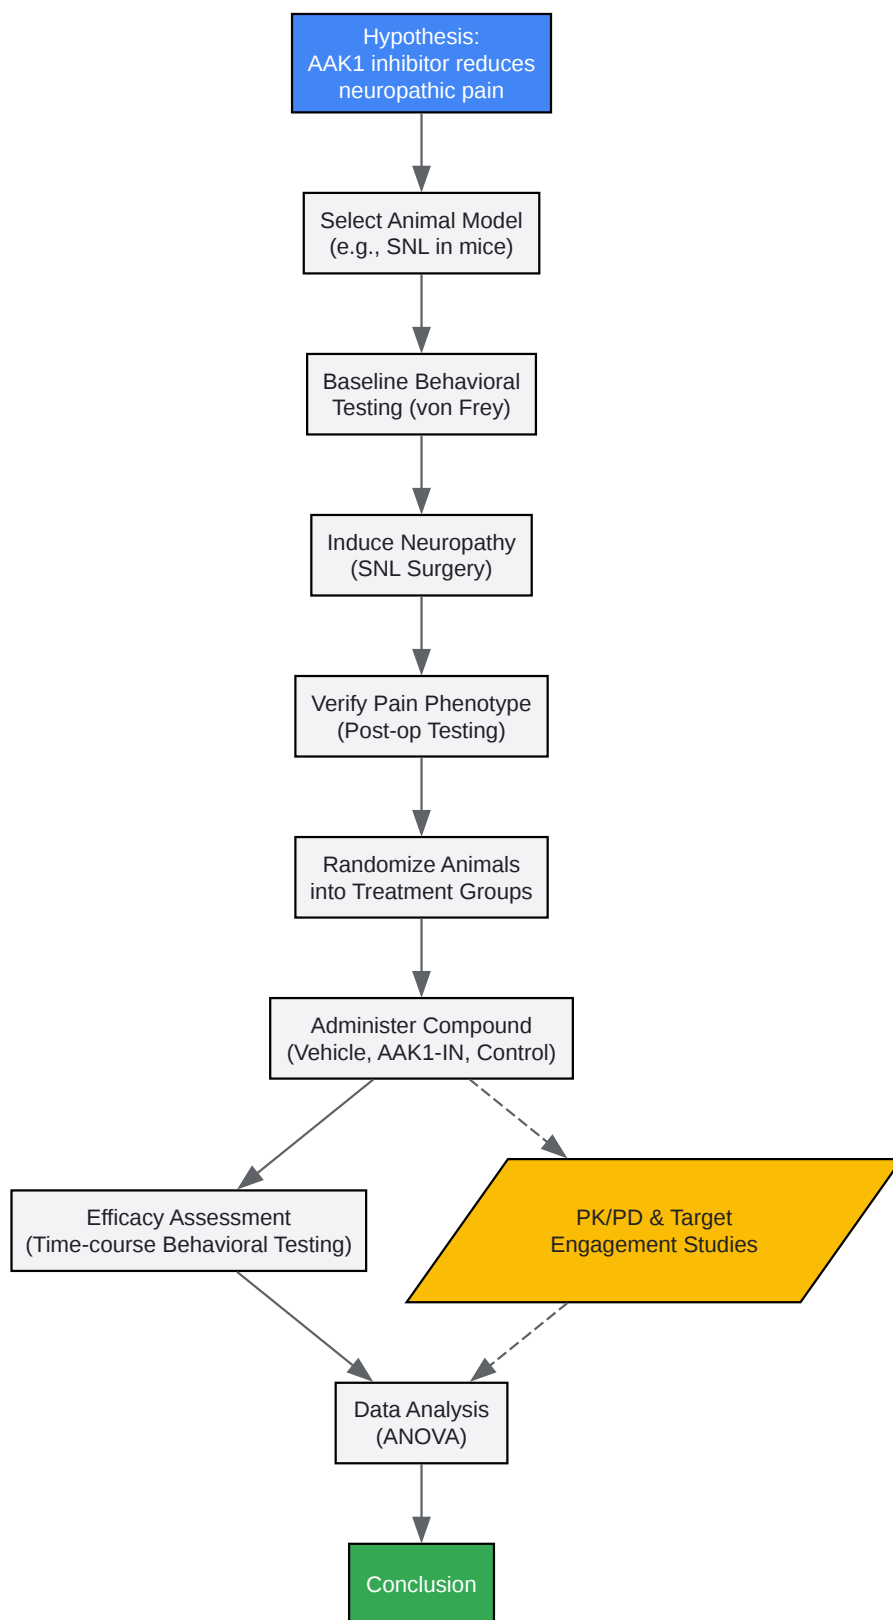 Hypothesis:
AAK1 inhibitor reduces
neuropathic pain
Select Animal Model
(e.g., SNL in mice)
Baseline Behavioral
Testing (von Frey)
Induce Neuropathy
(SNL Surgery)
Verify Pain Phenotype
(Post-op Testing)
Randomize Animals
into Treatment Groups
Administer Compound
(Vehicle, AAK1-IN, Control)
Efficacy Assessment
(Time-course Behavioral Testing)
PK/PD & Target
Engagement Studies
Data Analysis
(ANOVA)
Conclusion